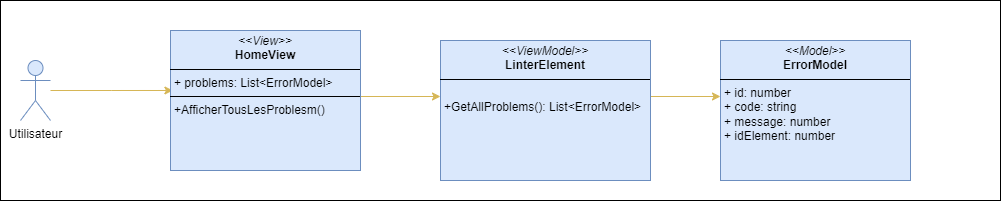 Utilisateur
<<View>>
HomeView
+ problems: List<ErrorModel>
+AfficherTousLesProblesm()
<<ViewModel>>
LinterElement
+GetAllProblems(): List<ErrorModel>
<<Model>>
ErrorModel
+ id: number
+ code: string
+ message: number
+ idElement: number